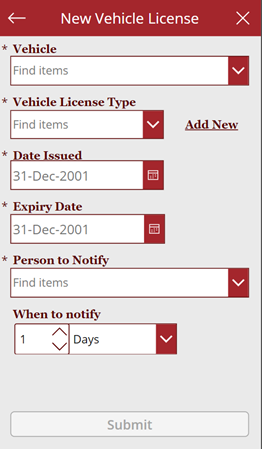 New Vehicle License
* Vehicle
Find items
* Vehicle License Type
Find items
Add New
* Date Issued
31-Dec-2001
* Expiry Date
31-Dec-2001
* Person to Notify
Find items
When to notify
1 Days
Submit